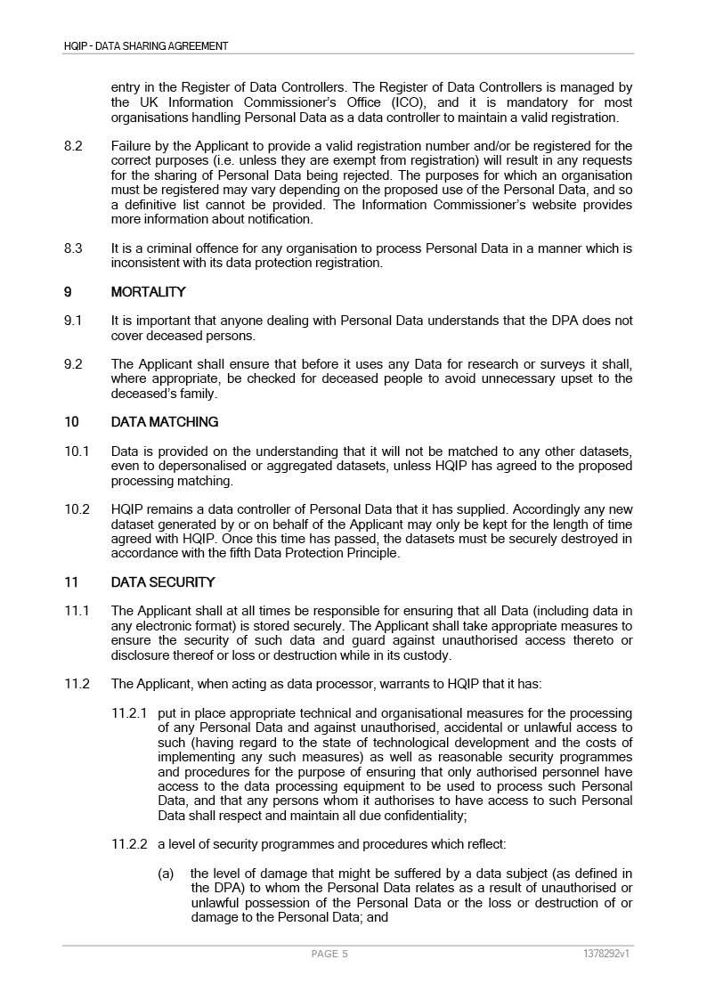 HQIP - DATA SHARING AGREEMENT
entry in the Register of Data Controllers. The Register of Data Controllers is managed by
the UK Information Commissioner's Office (ICO), and it is mandatory for most
organisations handling Personal Data as a data controller to maintain a valid registration.
8.2 Failure by the Applicant to provide a valid registration number and/or be registered for the
correct purposes (i.e. unless they are exempt from registration) will result in any requests
for the sharing of Personal Data being rejected. The purposes for which an organisation
must be registered may vary depending on the proposed use of the Personal Data, and so
a definitive list cannot be provided. The Information Commissioner's website provides
more information about notification.
8.3 It is a criminal offence for any organisation to process Personal Data in a manner which is
inconsistent with its data protection registration.
9 MORTALITY
9.1 It is important that anyone dealing with Personal Data understands that the DPA does not
cover deceased persons.
9.2 The Applicant shall ensure that before it uses any Data for research or surveys it shall,
where appropriate, be checked for deceased people to avoid unnecessary upset to the
deceased's family.
10 DATA MATCHING
10.1 Data is provided on the understanding that it will not be matched to any other datasets,
even to depersonalised or aggregated datasets, unless HQIP has agreed to the proposed
processing matching.
10.2 HQIP remains a data controller of Personal Data that it has supplied. Accordingly any new
dataset generated by or on behalf of the Applicant may only be kept for the length of time
agreed with HQIP. Once this time has passed, the datasets must be securely destroyed in
accordance with the fifth Data Protection Principle.
11 DATA SECURITY
11.1 The Applicant shall at all times be responsible for ensuring that all Data (including data in
any electronic format) is stored securely. The Applicant shall take appropriate measures to
ensure the security of such data and guard against unauthorised access thereto or
disclosure thereof or loss or destruction while in its custody.
11.2 The Applicant, when acting as data processor, warrants to HQIP that it has:
11.2.1 put in place appropriate technical and organisational measures for the processing
of any Personal Data and against unauthorised, accidental or unlawful access to
such (having regard to the state of technological development and the costs of
implementing any such measures) as well as reasonable security programmes
and procedures for the purpose of ensuring that only authorised personnel have
access to the data processing equipment to be used to process such Personal
Data, and that any persons whom it authorises to have access to such Personal
Data shall respect and maintain all due confidentiality;
11.2.2 a level of security programmes and procedures which reflect:
(a) the level of damage that might be suffered by a data subject (as defined in
the DPA) to whom the Personal Data relates as a result of unauthorised or
unlawful possession of the Personal Data or the loss or destruction of or
damage to the Personal Data; and
PAGE 5 1378292v1